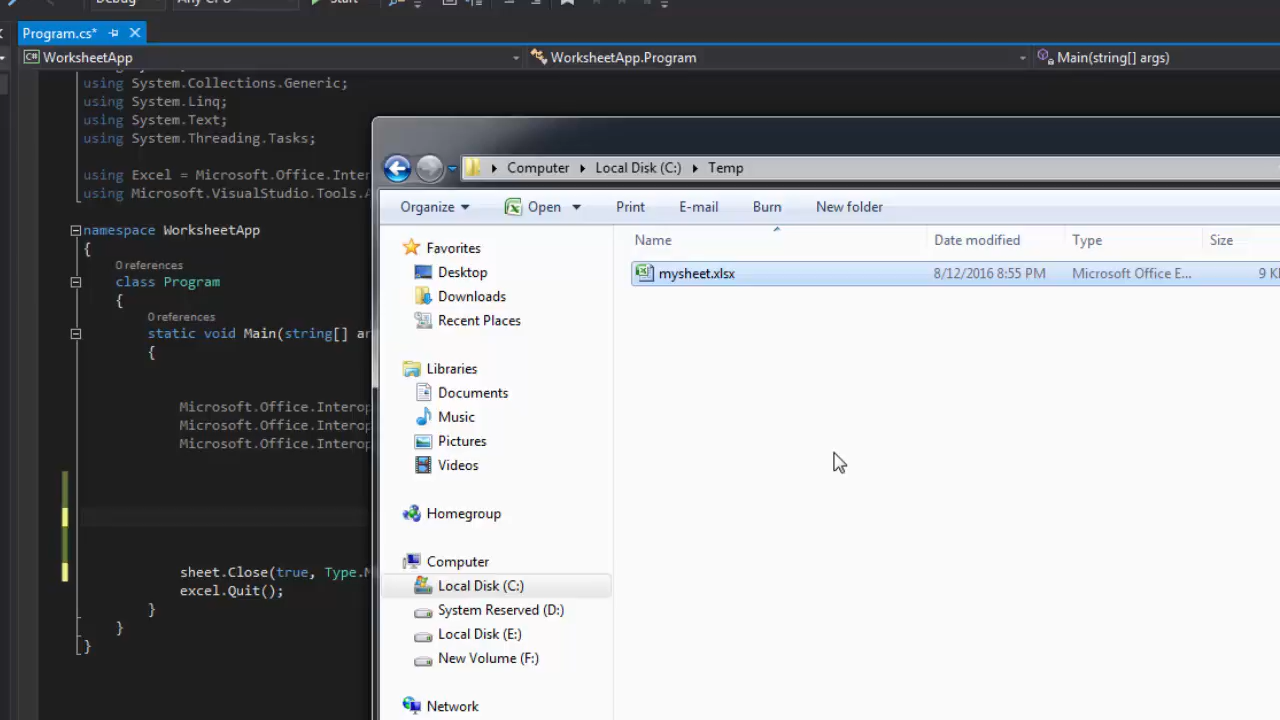 Program.cs*
WorksheetApp
WorksheetApp.Program
Main(string[] args)
using System.Collections.Generic;
using System.Linq;
using System.Text;
using System.Threading.Tasks;
using Excel = Microsoft.Office.Inter
using Microsoft.VisualStudio.Tools.
namespace WorksheetApp
{
0 references
class Program
{
0 references
static void Main(string[] ar
{
Microsoft.Office.Interop
Microsoft.Office.Interop
Microsoft.Office.Interop
sheet.Close(true, Type.M
excel.Quit();
}
}
}
Computer Local Disk (C:) Temp
Organize Open Print E-mail Burn New folder
Name Date modified Type Size
mysheet.xlsx 8/12/2016 8:55 PM Microsoft Office E... 9 K
Favorites
Desktop
Downloads
Recent Places
Libraries
Documents
Music
Pictures
Videos
Homegroup
Computer
Local Disk (C:)
System Reserved (D:)
Local Disk (E:)
New Volume (F:)
Network